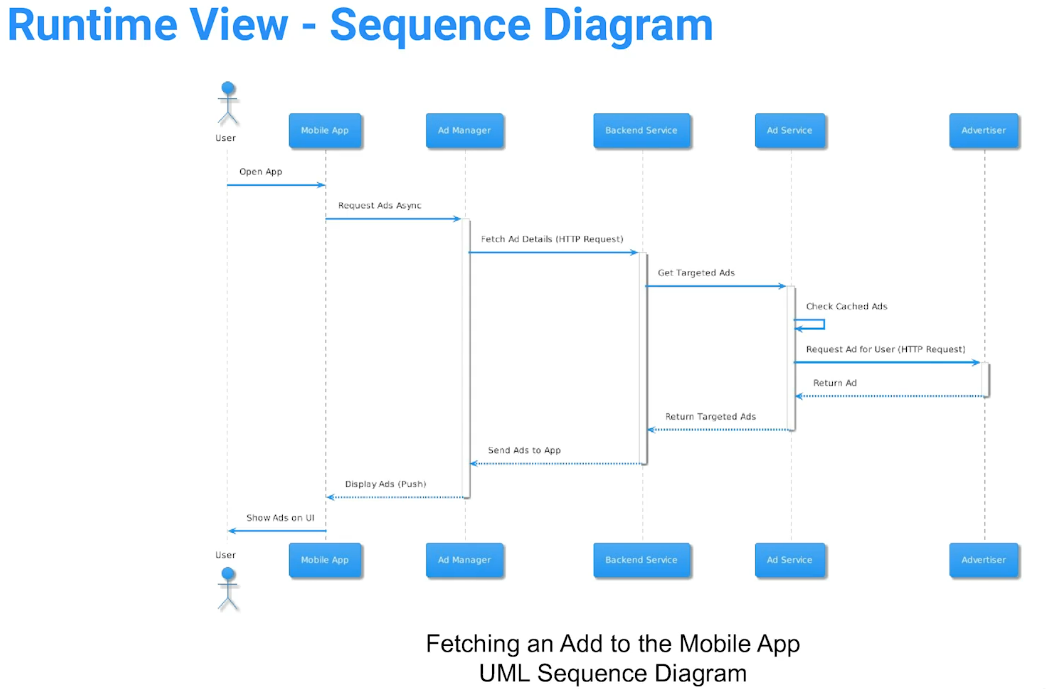 Runtime View - Sequence Diagram
User
Mobile App
Ad Manager
Backend Service
Ad Service
Advertiser
Open App
Request Ads Async
Fetch Ad Details (HTTP Request)
Get Targeted Ads
Check Cached Ads
Request Ad for User (HTTP Request)
Return Ad
Return Targeted Ads
Send Ads to App
Display Ads (Push)
Show Ads on UI
User
Mobile App
Ad Manager
Backend Service
Ad Service
Advertiser
Fetching an Add to the Mobile App
UML Sequence Diagram